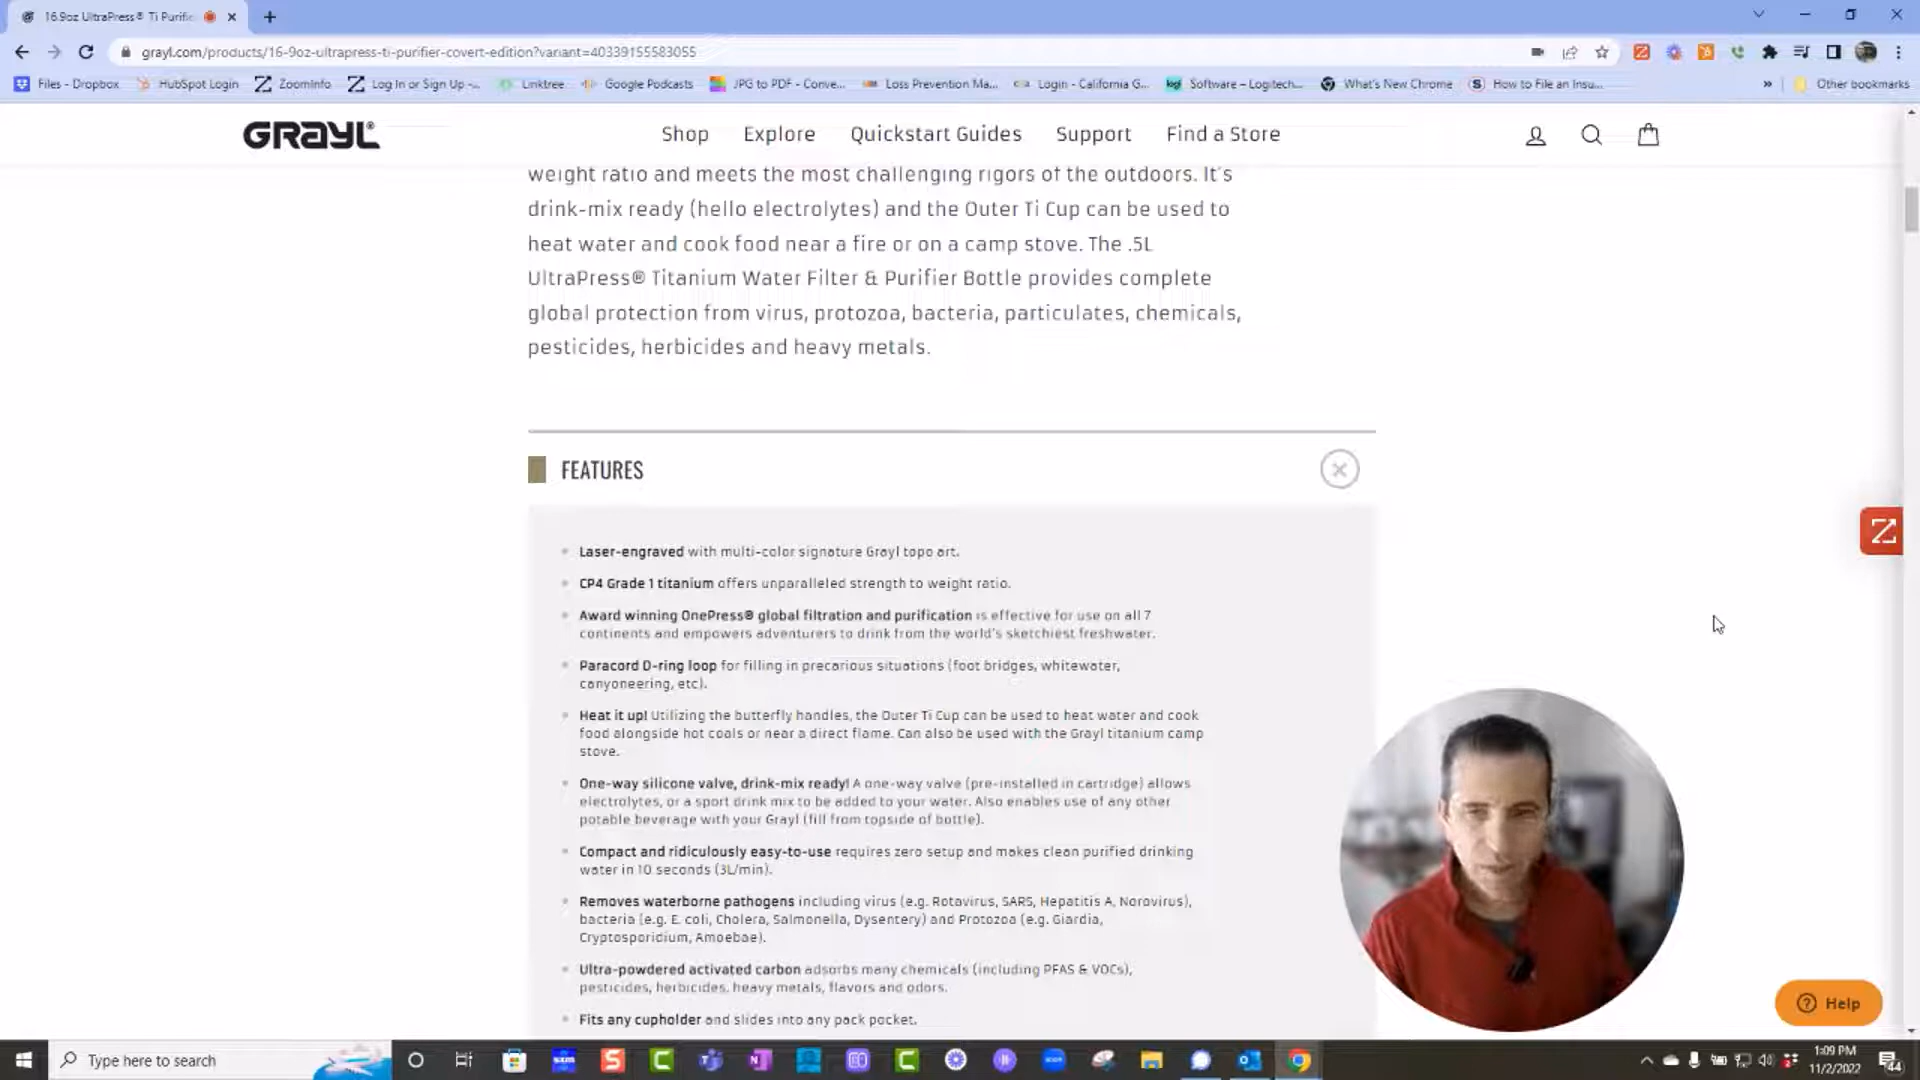 16.9oz UltraPress® Ti Purific
grayl.com/products/16-9oz-ultrapress-ti-purifier-covert-edition?variant=40339155583055
Files - Dropbox HubSpot Login ZoomInfo Log In or Sign Up -... Linktree Google Podcasts JPG to PDF - Conve... Loss Prevention Ma... Login - California G... Software – Logitech... What's New Chrome How to File an Insu... » Other bookmarks
GRAYL® Shop Explore Quickstart Guides Support Find a Store
weight ratio and meets the most challenging rigors of the outdoors. It's
drink-mix ready (hello electrolytes) and the Outer Ti Cup can be used to
heat water and cook food near a fire or on a camp stove. The .5L
UltraPress® Titanium Water Filter & Purifier Bottle provides complete
global protection from virus, protozoa, bacteria, particulates, chemicals,
pesticides, herbicides and heavy metals.
FEATURES
Laser-engraved with multi-color signature Grayl topo art.
CP4 Grade 1 titanium offers unparalleled strength to weight ratio.
Award winning OnePress® global filtration and purification is effective for use on all 7
continents and empowers adventurers to drink from the world's sketchiest freshwater.
Paracord D-ring loop for filling in precarious situations (foot bridges, whitewater,
canyoneering, etc).
Heat it up! Utilizing the butterfly handles, the Outer Ti Cup can be used to heat water and cook
food alongside hot coals or near a direct flame. Can also be used with the Grayl titanium camp
stove.
One-way silicone valve, drink-mix ready! A one-way valve (pre-installed in cartridge) allows
electrolytes, or a sport drink mix to be added to your water. Also enables use of any other
potable beverage with your Grayl (fill from topside of bottle).
Compact and ridiculously easy-to-use requires zero setup and makes clean purified drinking
water in 10 seconds (3L/min).
Removes waterborne pathogens including virus (e.g. Rotavirus, SARS, Hepatitis A, Norovirus),
bacteria (e.g. E. coli, Cholera, Salmonella, Dysentery) and Protozoa (e.g. Giardia,
Cryptosporidium, Amoebae).
Ultra-powdered activated carbon adsorbs many chemicals (including PFAS & VOCs),
pesticides, herbicides, heavy metals, flavors and odors.
Fits any cupholder and slides into any pack pocket.
Help
Type here to search
1:09 PM
11/2/2022
44